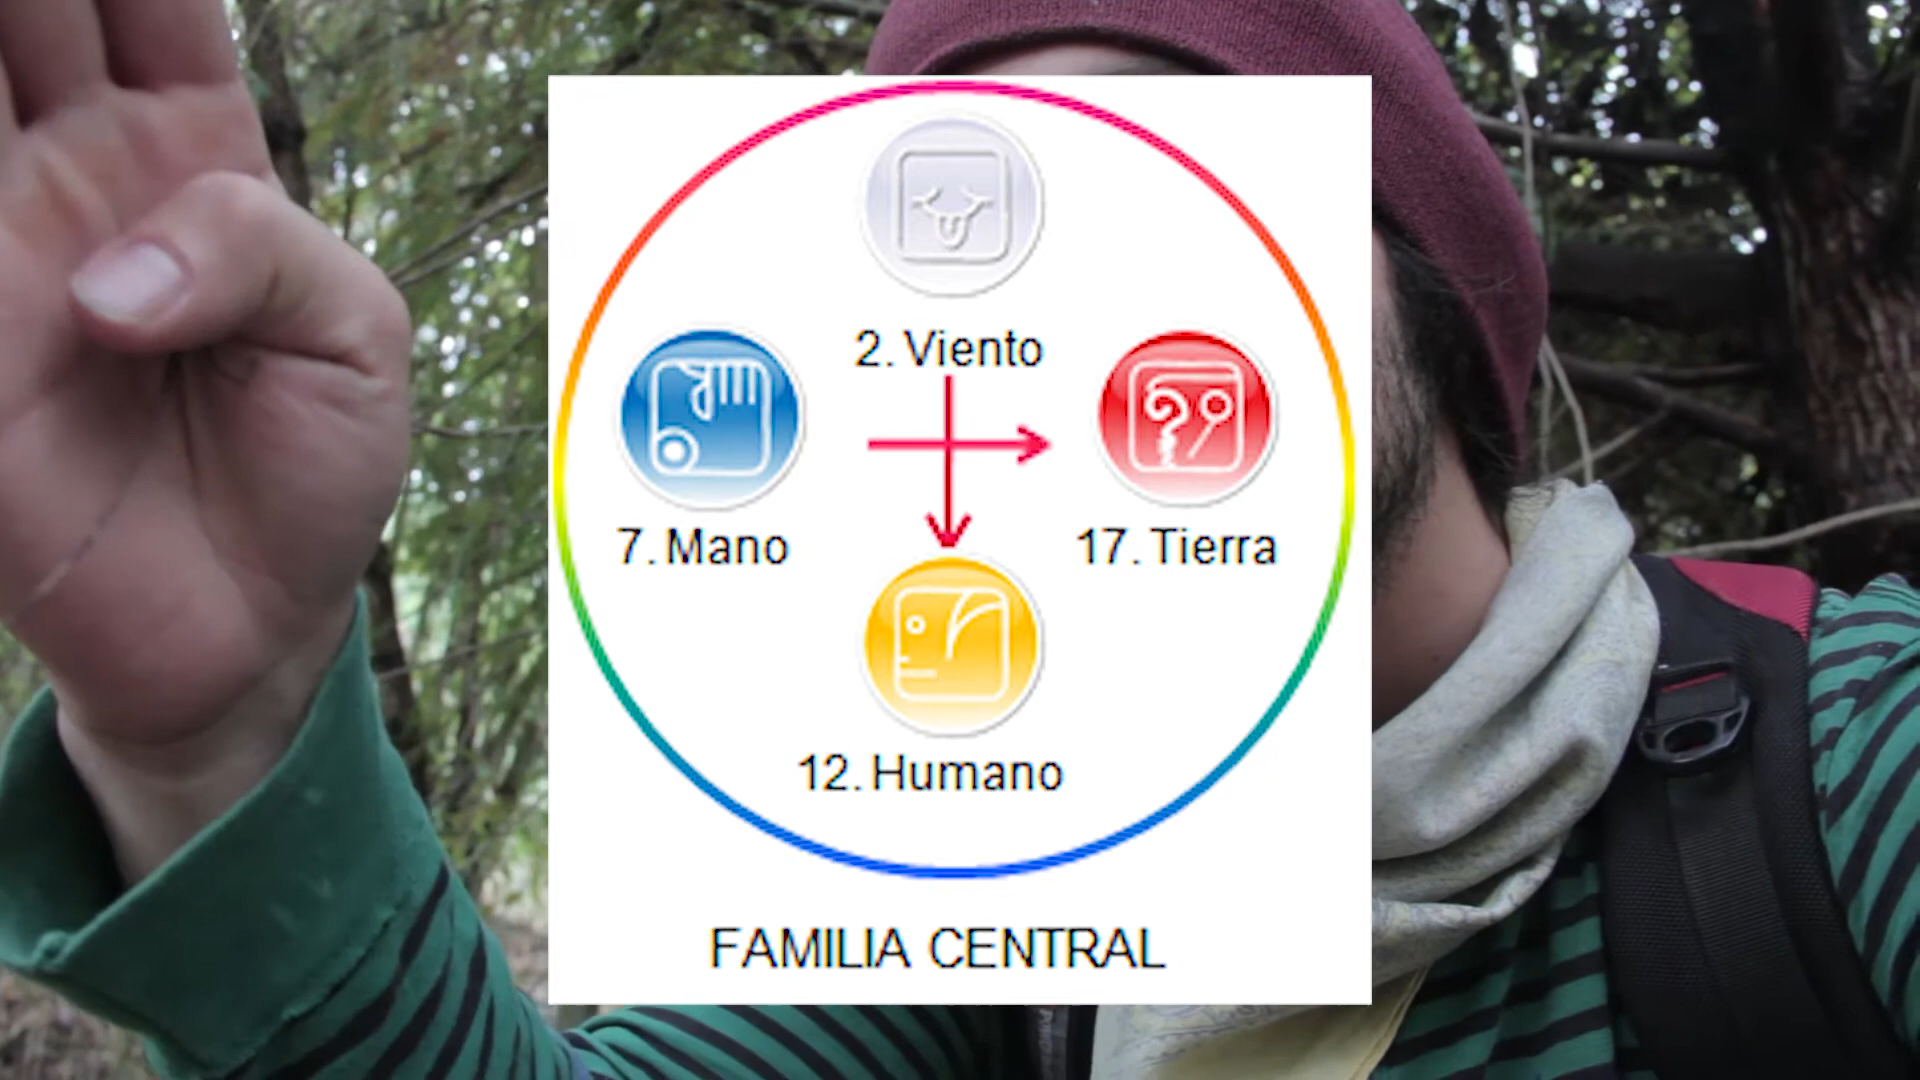 2. Viento
7. Mano
17. Tierra
12. Humano
FAMILIA CENTRAL